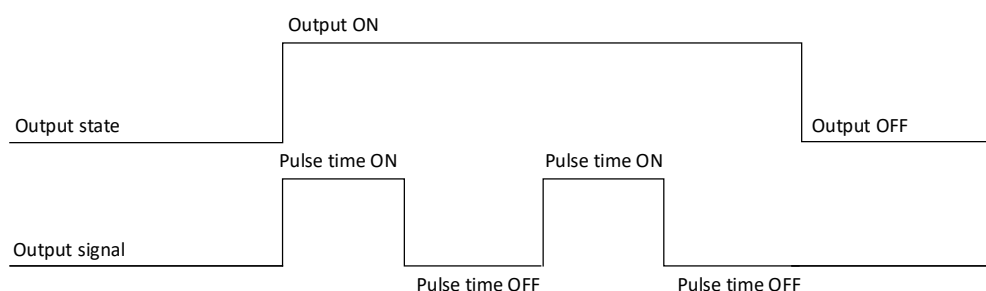 Output ON
Output state
Output OFF
Pulse time ON
Pulse time ON
Output signal
Pulse time OFF
Pulse time OFF